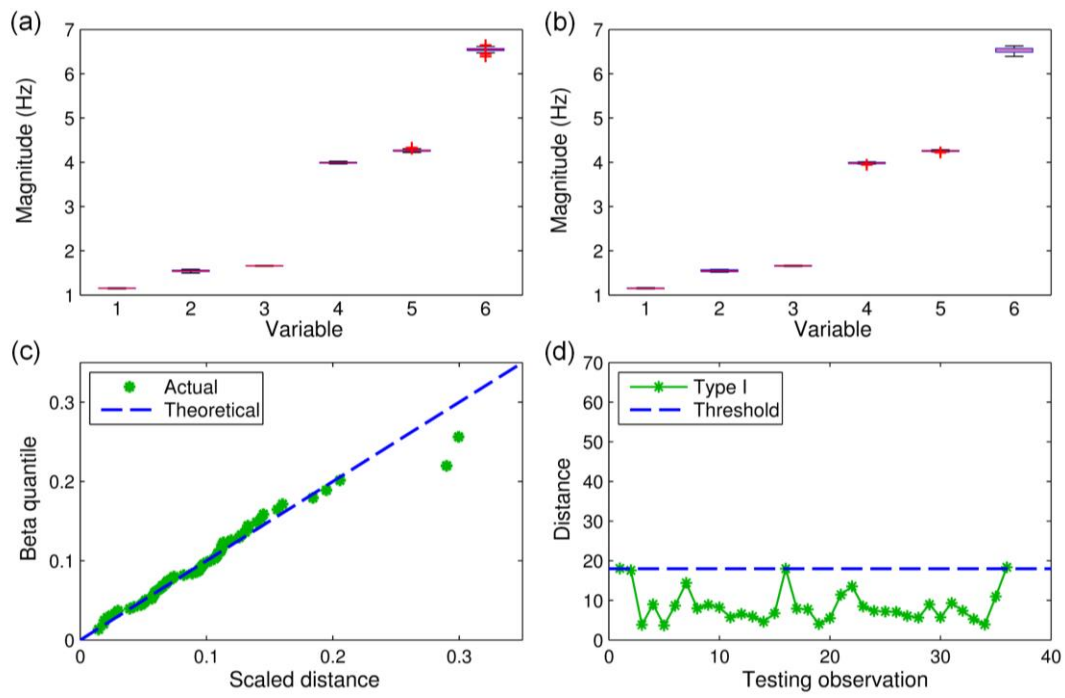 (a)
Magnitude (Hz)
7
6
5
4
3
2
1
1 2 3 4 5 6
Variable
(b)
Magnitude (Hz)
7
6
5
4
3
2
1
1 2 3 4 5 6
Variable
(c)
Beta quantile
0.3
0.2
0.1
0
Actual
Theoretical
0 0.1 0.2 0.3
Scaled distance
(d)
Distance
70
60
50
40
30
20
10
0
Type I
Threshold
0 10 20 30 40
Testing observation